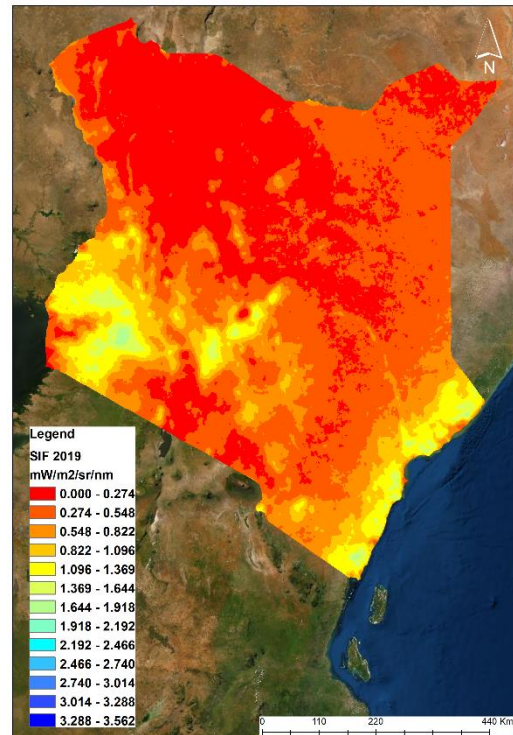 N
Legend
SIF 2019
mW/m2/sr/nm
0.000 - 0.274
0.274 - 0.548
0.548 - 0.822
0.822 - 1.096
1.096 - 1.369
1.369 - 1.644
1.644 - 1.918
1.918 - 2.192
2.192 - 2.466
2.466 - 2.740
2.740 - 3.014
3.014 - 3.288
3.288 - 3.562
0 110 220 440 Km